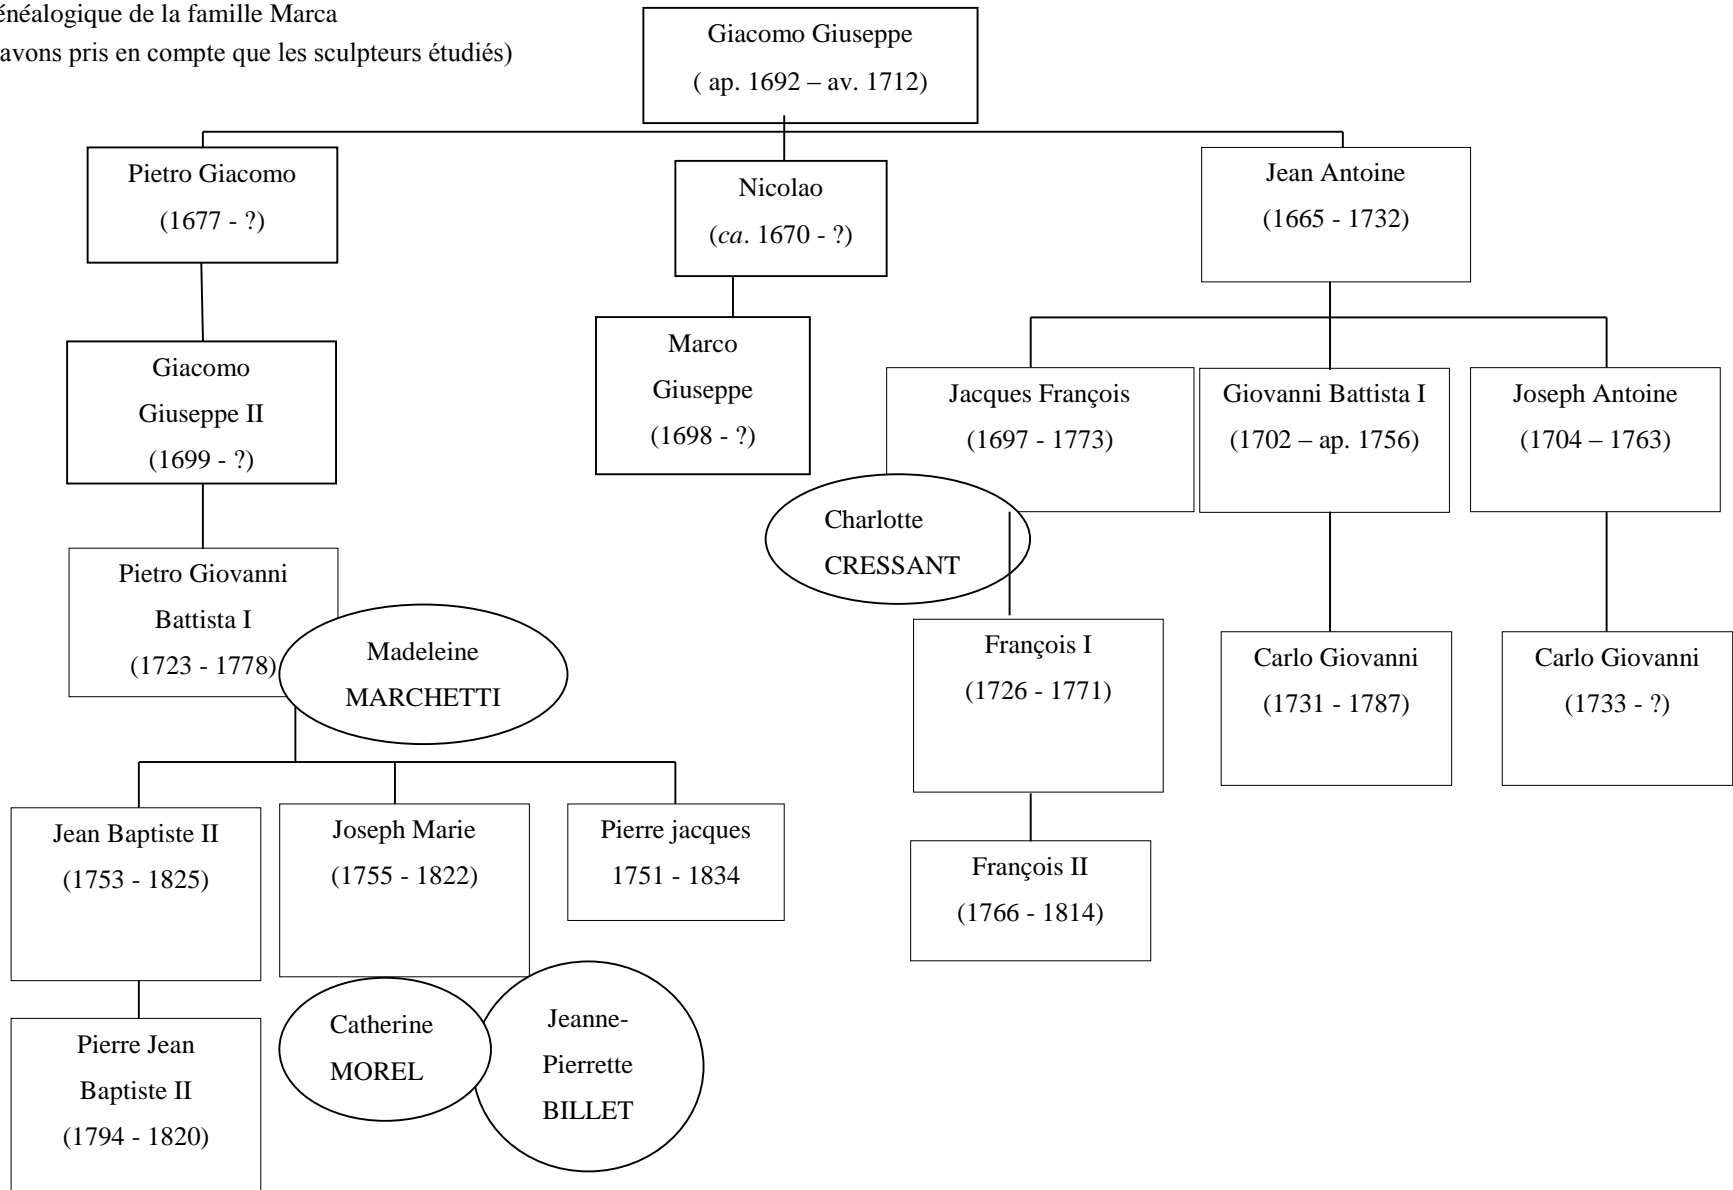 énéalogique de la famille Marca
avons pris en compte que les sculpteurs étudiés)
Giacomo Giuseppe
( ap. 1692 – av. 1712)
Pietro Giacomo
(1677 - ?)
Nicolao
(ca. 1670 - ?)
Jean Antoine
(1665 - 1732)
Giacomo
Giuseppe II
(1699 - ?)
Marco
Giuseppe
(1698 - ?)
Jacques François
(1697 - 1773)
Giovanni Battista I
(1702 – ap. 1756)
Joseph Antoine
(1704 – 1763)
Charlotte
CRESSANT
Pietro Giovanni
Battista I
(1723 - 1778)
Madeleine
MARCHETTI
François I
(1726 - 1771)
Carlo Giovanni
(1731 - 1787)
Carlo Giovanni
(1733 - ?)
Jean Baptiste II
(1753 - 1825)
Joseph Marie
(1755 - 1822)
Pierre jacques
1751 - 1834
François II
(1766 - 1814)
Catherine
MOREL
Jeanne-
Pierrette
BILLET
Pierre Jean
Baptiste II
(1794 - 1820)